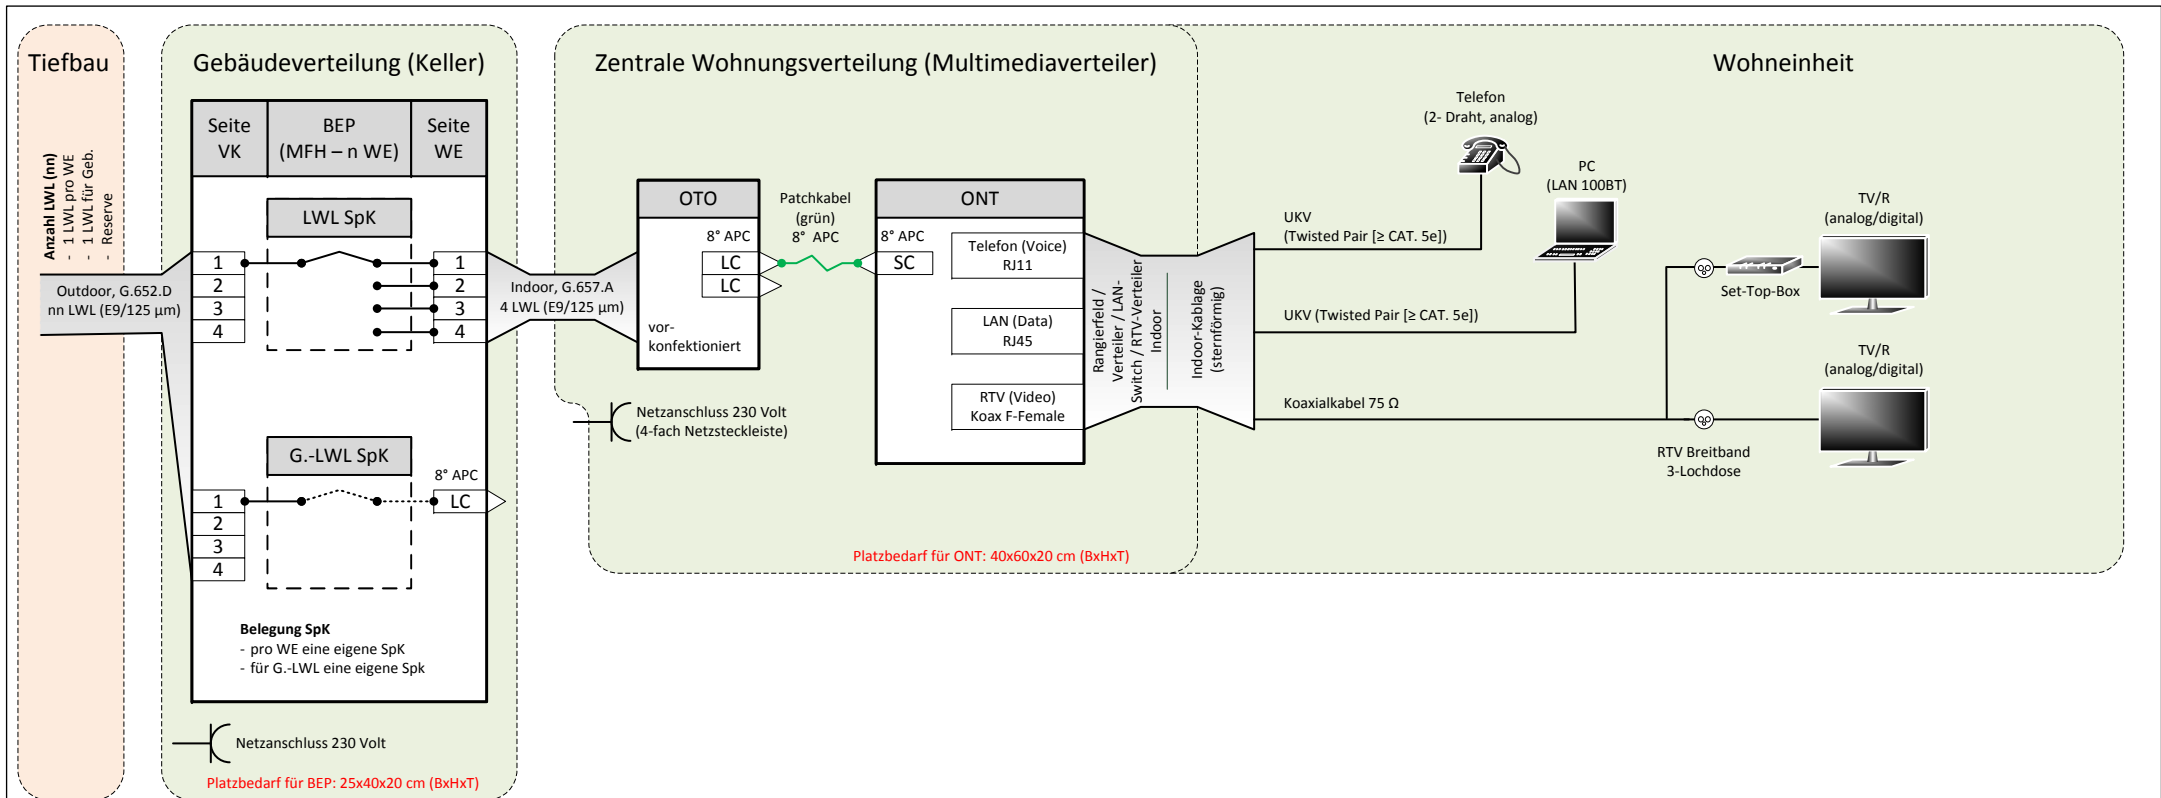 Tiefbau
Anzahl LWL (nn)
- 1 LWL pro WE
- 1 LWL für Geb.
- Reserve
Outdoor, G.652.D
nn LWL (E9/125 µm)
Gebäudeverteilung (Keller)
Seite
VK
BEP
(MFH – n WE)
Seite
WE
LWL SpK
1
2
3
4
1
2
3
4
G.-LWL SpK
8° APC
1
2
3
4
LC
Belegung SpK
- pro WE eine eigene SpK
- für G.-LWL eine eigene Spk
Netzanschluss 230 Volt
Platzbedarf für BEP: 25x40x20 cm (BxHxT)
Indoor, G.657.A
4 LWL (E9/125 µm)
Zentrale Wohnungsverteilung (Multimediaverteiler)
OTO
8° APC
LC
LC
vor-
konfektioniert
Patchkabel
(grün)
8° APC
ONT
8° APC
SC
Telefon (Voice)
RJ11
LAN (Data)
RJ45
RTV (Video)
Koax F-Female
Netzanschluss 230 Volt
(4-fach Netzsteckleiste)
Platzbedarf für ONT: 40x60x20 cm (BxHxT)
Rangierfeld /
Verteiler / LAN-
Switch / RTV-Verteiler
Indoor
Indoor-Kablage
(sternförmig)
Wohneinheit
Telefon
(2- Draht, analog)
PC
(LAN 100BT)
UKV
(Twisted Pair [≥ CAT. 5e])
UKV (Twisted Pair [≥ CAT. 5e])
Koaxialkabel 75 Ω
Set-Top-Box
TV/R
(analog/digital)
TV/R
(analog/digital)
RTV Breitband
3-Lochdose